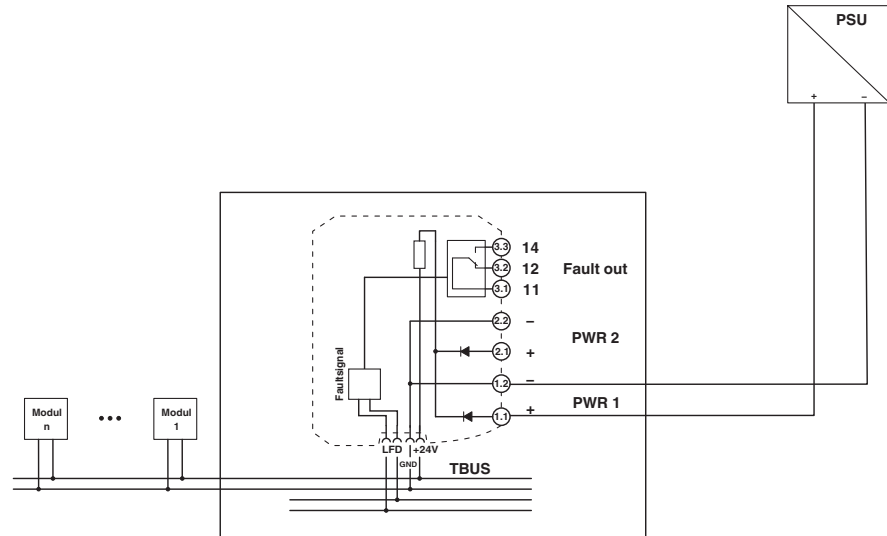 PSU
+ −
3.3 14
3.2 12 Fault out
3.1 11
2.2 −
PWR 2
2.1 +
1.2 −
PWR 1
1.1 +
Faultsignal
Modul
n
•••
Modul
1
LFD +24V
GND
TBUS